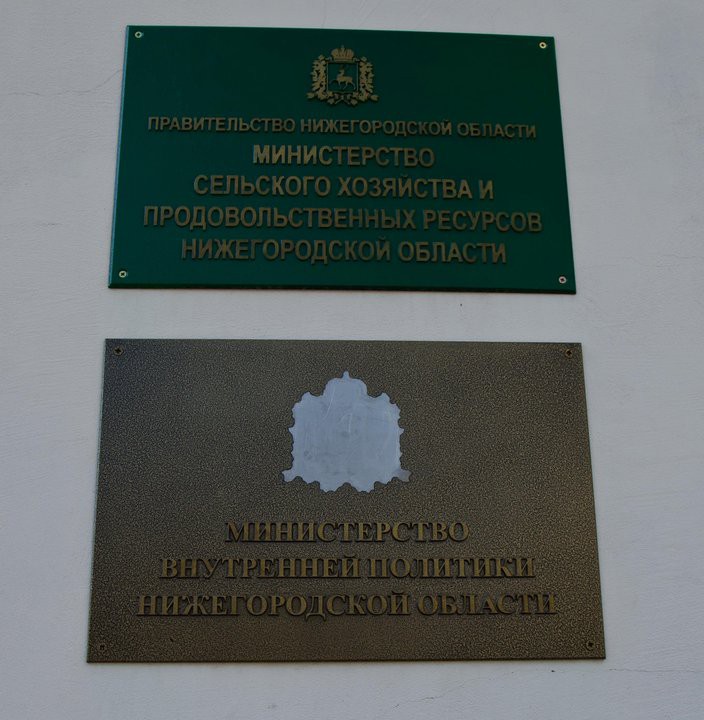 ПРАВИТЕЛЬСТВО НИЖЕГОРОДСКОЙ ОБЛАСТИ
МИНИСТЕРСТВО
СЕЛЬСКОГО ХОЗЯЙСТВА И
ПРОДОВОЛЬСТВЕННЫХ РЕСУРСОВ
НИЖЕГОРОДСКОЙ ОБЛАСТИ
МИНИСТЕРСТВО
ВНУТРЕННЕЙ ПОЛИТИКИ
НИЖЕГОРОДСКОЙ ОБЛАСТИ